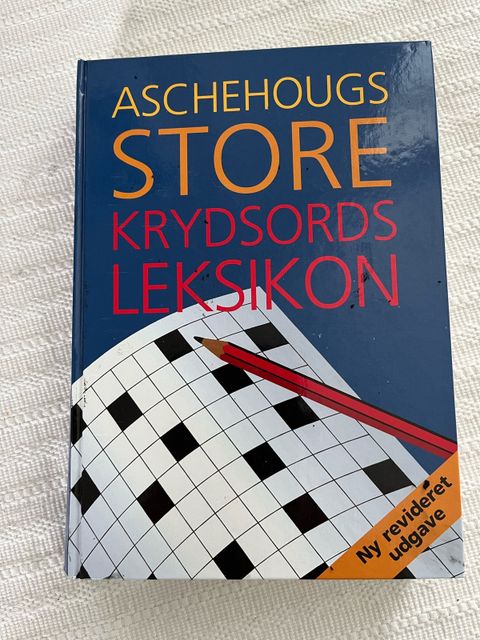 ASCHEHOUGS
STORE
KRYDSORDS
LEKSIKON
Ny revideret
udgave